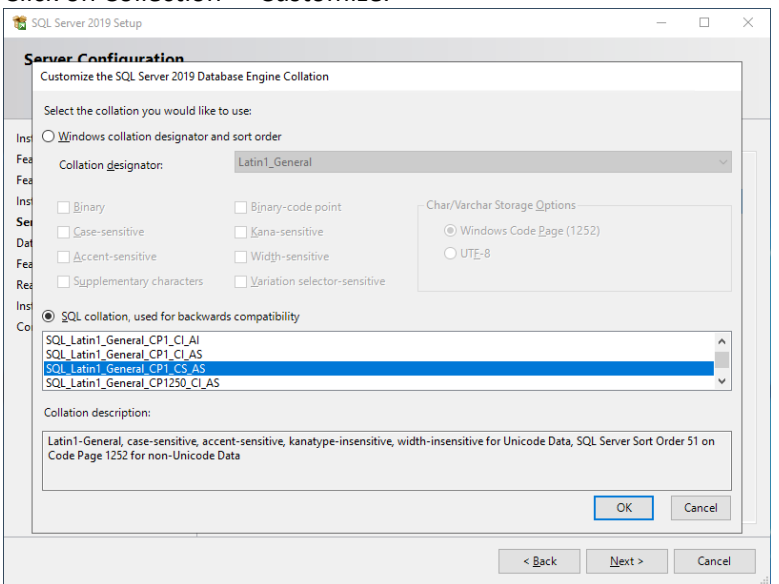 SQL Server 2019 Setup
Server Configuration
Customize the SQL Server 2019 Database Engine Collation
Select the collation you would like to use:
Windows collation designator and sort order
Collation designator:
Latin1_General
Binary
Binary-code point
Char/Varchar Storage Options
Case-sensitive
Kana-sensitive
Windows Code Page (1252)
Accent-sensitive
Width-sensitive
UTF-8
Supplementary characters
Variation selector-sensitive
SQL collation, used for backwards compatibility
SQL_Latin1_General_CP1_CI_AI
SQL_Latin1_General_CP1_CI_AS
SQL_Latin1_General_CP1_CS_AS
SQL_Latin1_General_CP1250_CI_AS
Collation description:
Latin1-General, case-sensitive, accent-sensitive, kanatype-insensitive, width-insensitive for Unicode Data, SQL Server Sort Order 51 on
Code Page 1252 for non-Unicode Data
OK
Cancel
< Back
Next >
Cancel